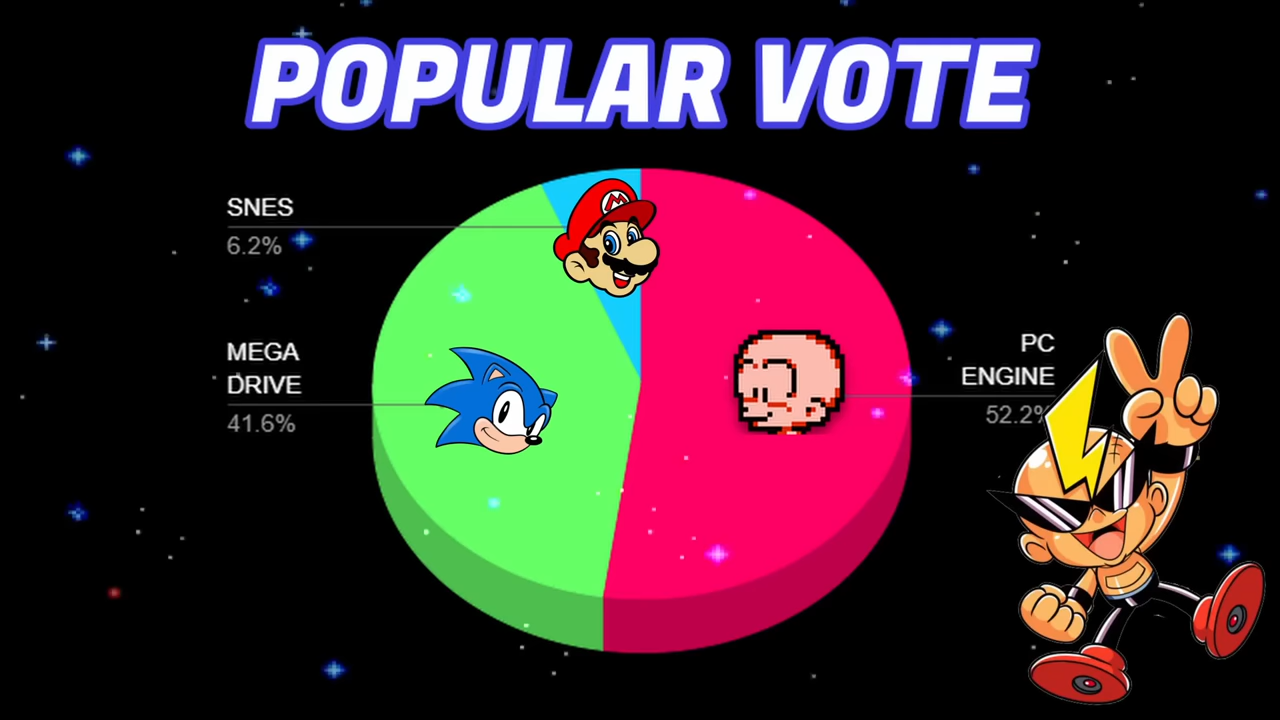 POPULAR VOTE
SNES
6.2%
MEGA
DRIVE
41.6%
PC
ENGINE
52.2%
M